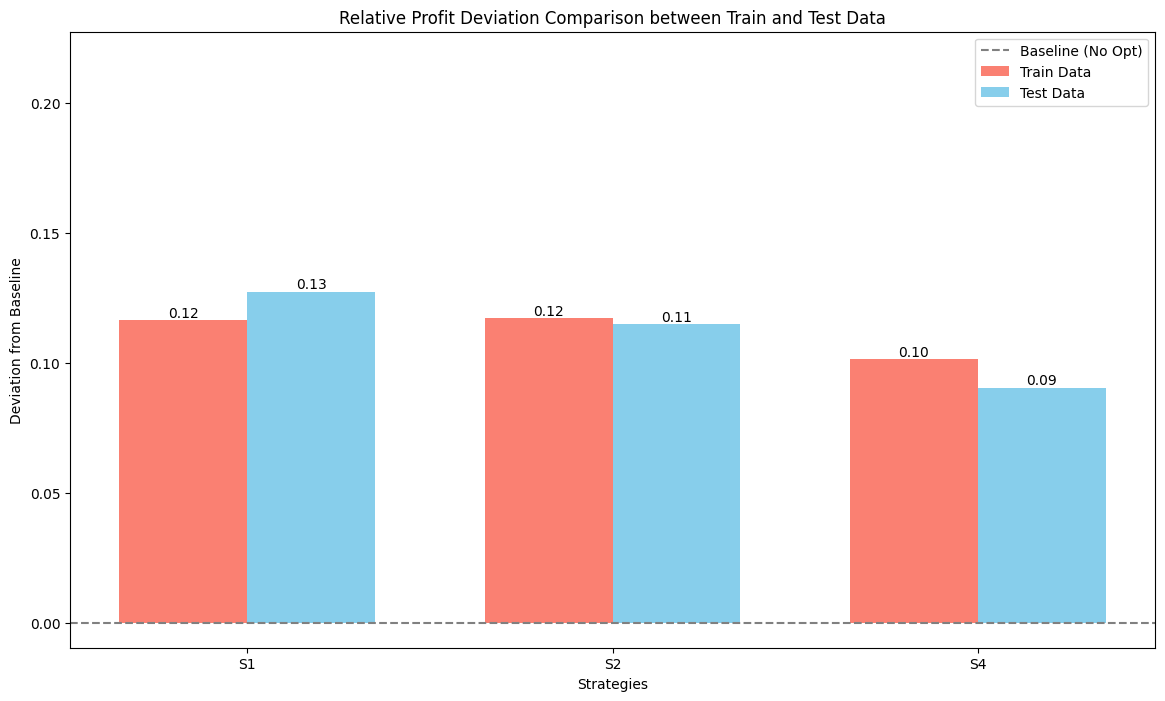 Relative Profit Deviation Comparison between Train and Test Data
Baseline (No Opt)
Train Data
Test Data
Deviation from Baseline
0.20
0.15
0.10
0.05
0.00
0.12
0.13
0.12
0.11
0.10
0.09
S1
S2
S4
Strategies